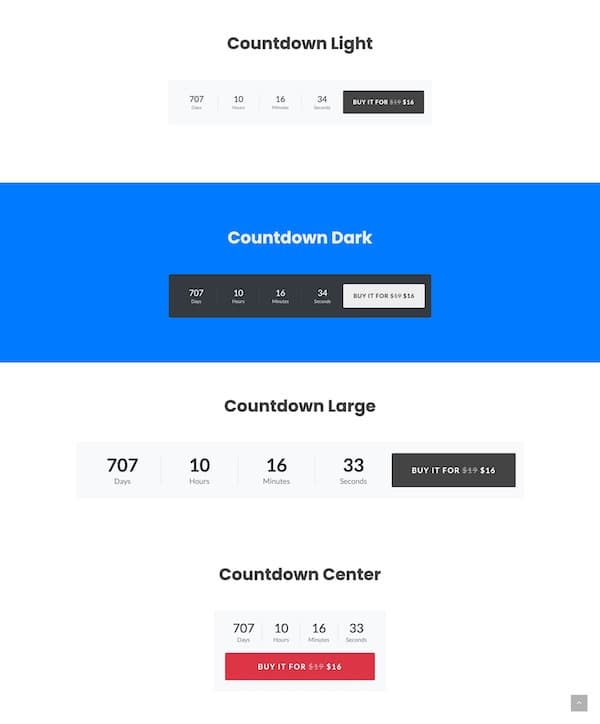 Countdown Light
707 10 16 34 BUY IT FOR $19 $16
Days Hours Minutes Seconds
Countdown Dark
707 10 16 34 BUY IT FOR $19 $16
Days Hours Minutes Seconds
Countdown Large
707 10 16 33 BUY IT FOR $19 $16
Days Hours Minutes Seconds
Countdown Center
707 10 16 33
Days Hours Minutes Seconds
BUY IT FOR $19 $16